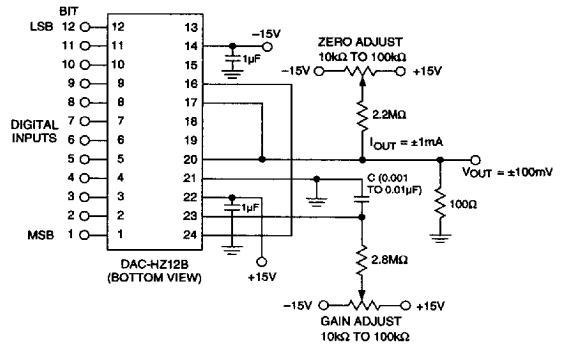 BIT
LSB 12 12 13
11 11 14 −15V
10 10 15 1µF
9 9 16
8 8 17
DIGITAL INPUTS
7 7 18
6 6 19
5 5 20
4 4 21
3 3 22 1µF
2 2 23
MSB 1 1 24
DAC-HZ12B
(BOTTOM VIEW)
+15V
ZERO ADJUST
10kΩ TO 100kΩ
−15V +15V
2.2MΩ
IOUT = ±1mA
VOUT = ±100mV
C (0.001
TO 0.01µF)
100Ω
2.8MΩ
−15V +15V
GAIN ADJUST
10kΩ TO 100kΩ